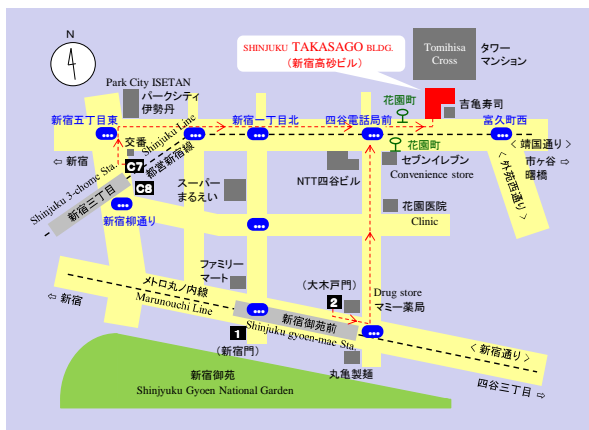 N
SHINJUKU TAKASAGO BLDG.
(新宿高砂ビル)
Tomihisa
Cross
タワー
マンション
Park City ISETAN
パークシティ
伊勢丹
花園町
吉亀寿司
新宿五丁目東
新宿一丁目北
四谷電話局前
富久町西
交番
Shinjuku Line
都営新宿線
花園町
⇦ 新宿
C7
C8
Shinjuku 3-chome Sta.
新宿三丁目
NTT四谷ビル
セブンイレブン
Convenience store
< 靖国通り >
市ヶ谷 ⇨
曙橋
< 外苑西通り >
スーパー
まるえい
新宿柳通り
花園医院
Clinic
ファミリー
マート
メトロ丸ノ内線
Marunouchi Line
⇦ 新宿
(大木戸門)
2
Drug store
マミー薬局
新宿御苑前
Shinjuku gyoen-mae Sta.
1
(新宿門)
丸亀製麺
< 新宿通り >
四谷三丁目 ⇨
新宿御苑
Shinjyuku Gyoen National Garden